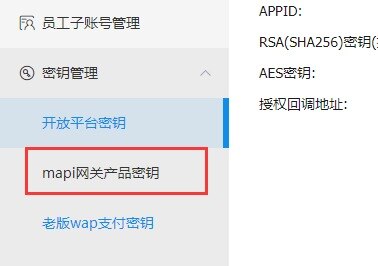 员工子账号管理
密钥管理
开放平台密钥
mapi网关产品密钥
老版wap支付密钥
APPID:
RSA(SHA256)密钥(
AES密钥:
授权回调地址: